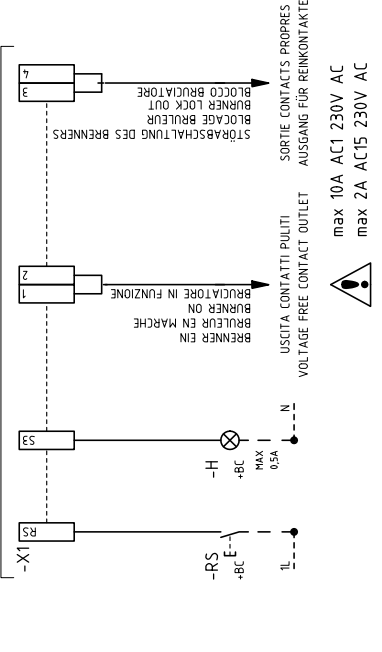 -X1
RS
S3
1
2
3
4
-RS
+BC
1L
-H
+BC
MAX
0,5A
N
BRENNER EIN
BRULEUR EN MARCHE
BURNER ON
BRUCIATORE IN FUNZIONE
STÖRABSCHALTUNG DES BRENNERS
BLOCAGE BRULEUR
BURNER LOCK OUT
BLOCCO BRUCIATORE
USCITA CONTATTI PULITI
VOLTAGE FREE CONTACT OUTLET
SORTIE CONTACTS PROPRES
AUSGANG FÜR REINKONTAKTE
max 10A AC1 230V AC
max 2A AC15 230V AC
!